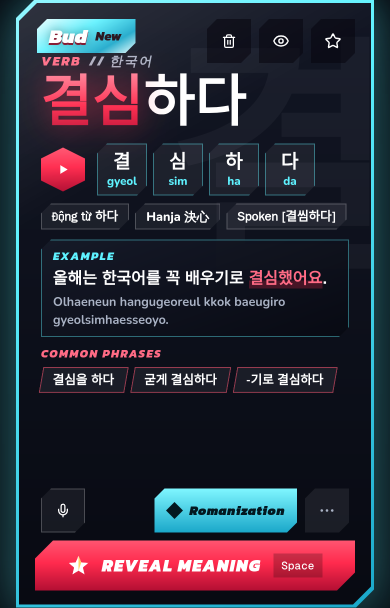 Bud New
VERB // 한국어
결심하다
결 심 하 다
gyeol sim ha da
Động từ 하다 Hanja 決心 Spoken [결씸하다]
EXAMPLE
올해는 한국어를 꼭 배우기로 결심했어요.
Olhaeneun hangugeoreul kkok baeugiro
gyeolsimhaesseoyo.
COMMON PHRASES
결심을 하다 굳게 결심하다 -기로 결심하다
Romanization
REVEAL MEANING Space